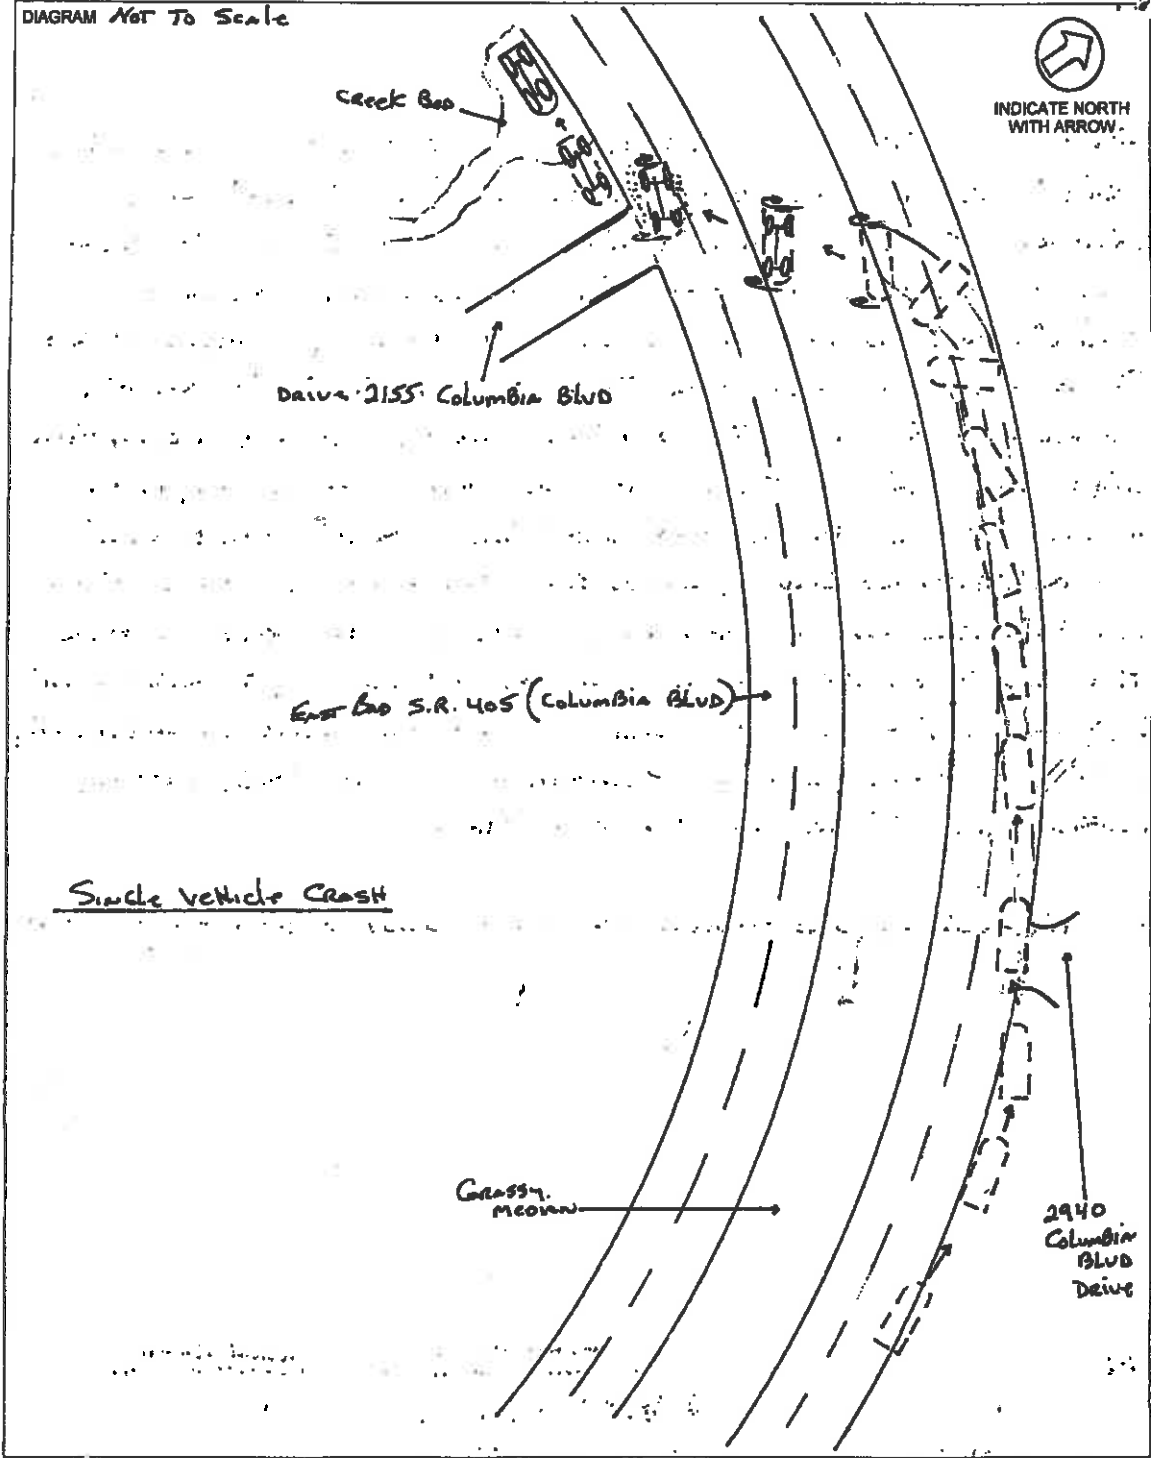 DIAGRAM Not To Scale
INDICATE NORTH
WITH ARROW
Creek Bed
Drive 2155 Columbia BLVD
East Bnd S.R. 405 (Columbia BLVD)
Single Vehicle Crash
Grassy
median
2940
Columbia
BLVD
Drive